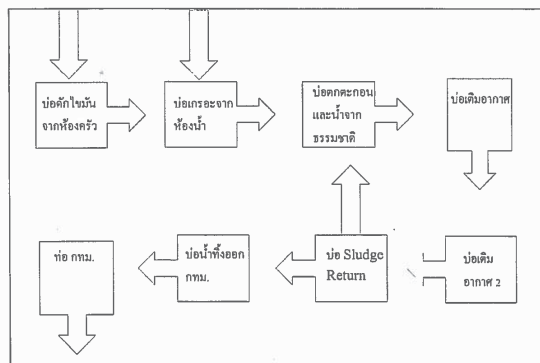 บ่อดักไขมัน
จากห้องครัว
บ่อเกรอะจาก
ห้องน้ำ
บ่อตกตะกอน
และน้ำจาก
ธรรมชาติ
บ่อเติมอากาศ
ท่อ กทม.
บ่อน้ำทิ้งออก
กทม.
บ่อ Sludge
Return
บ่อเติม
อากาศ 2